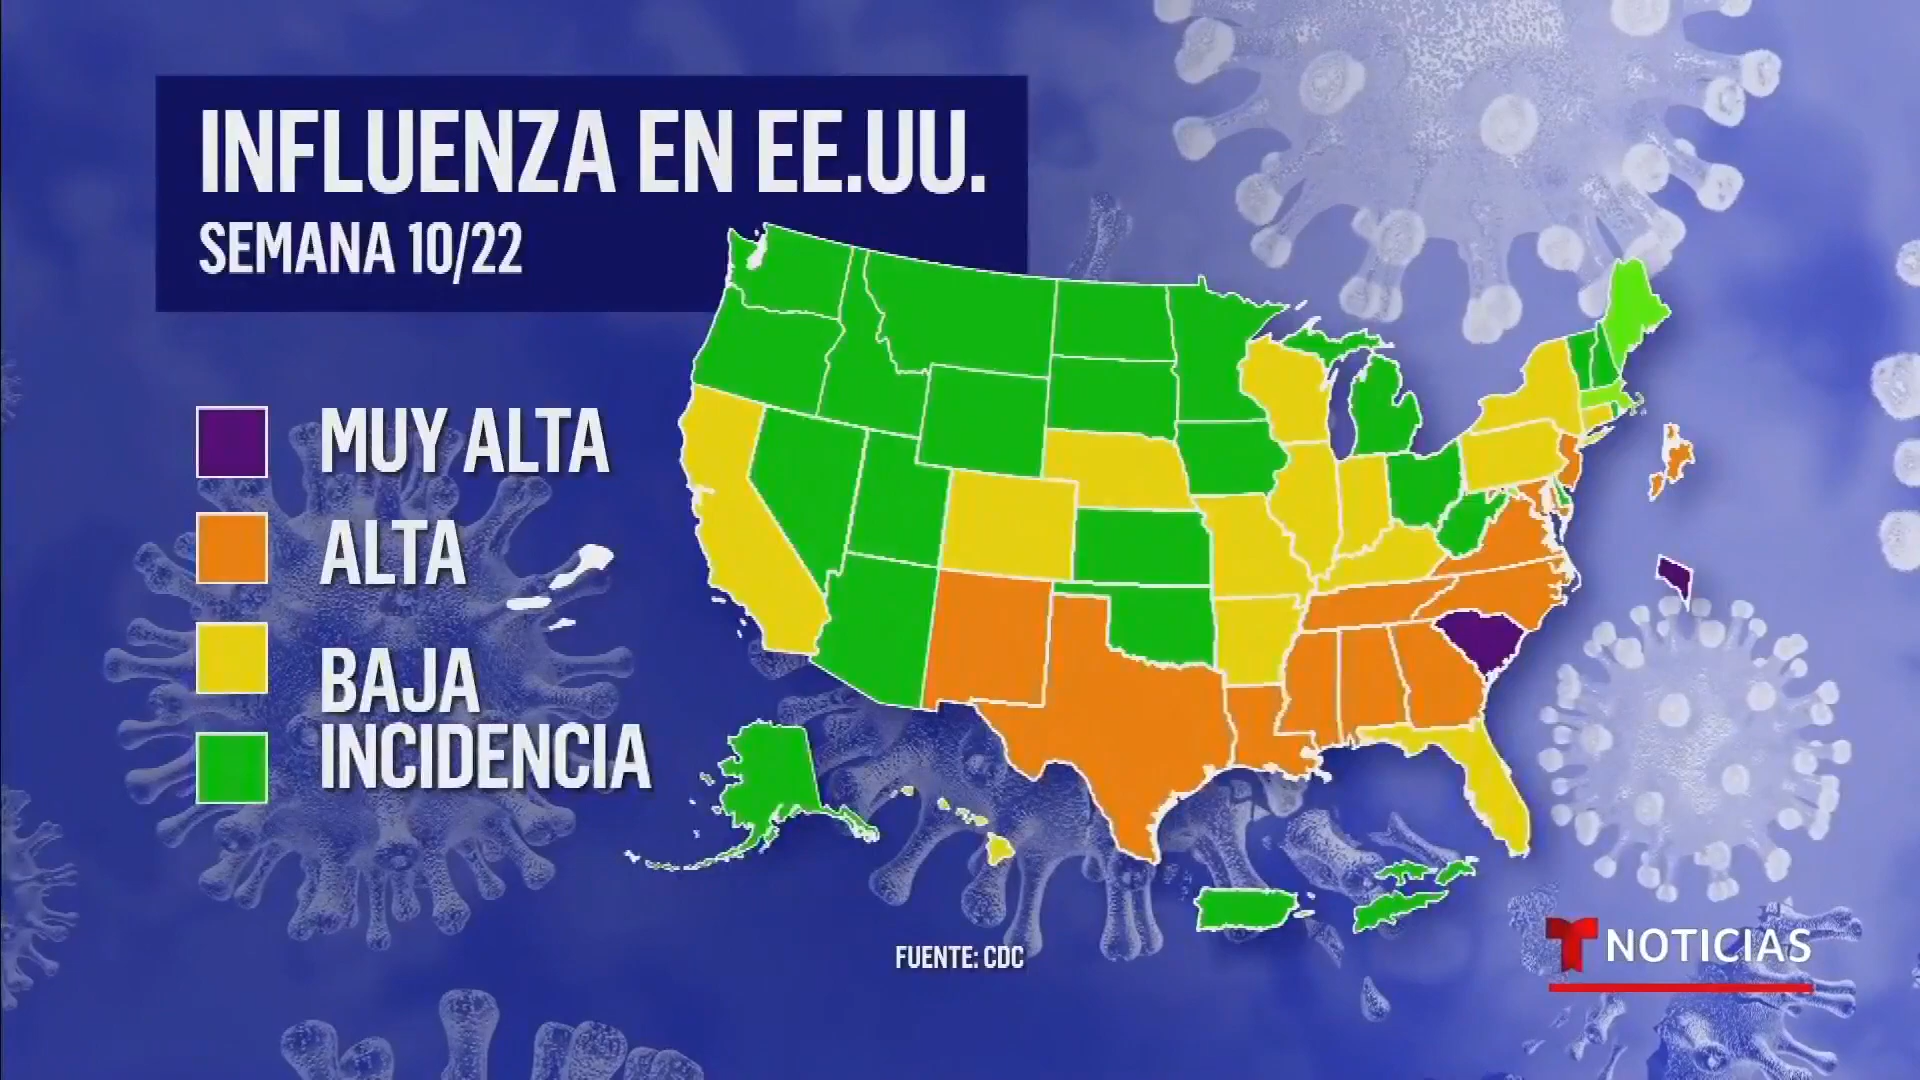 INFLUENZA EN EE.UU.
SEMANA 10/22
MUY ALTA
ALTA
BAJA
INCIDENCIA
FUENTE: CDC
NOTICIAS